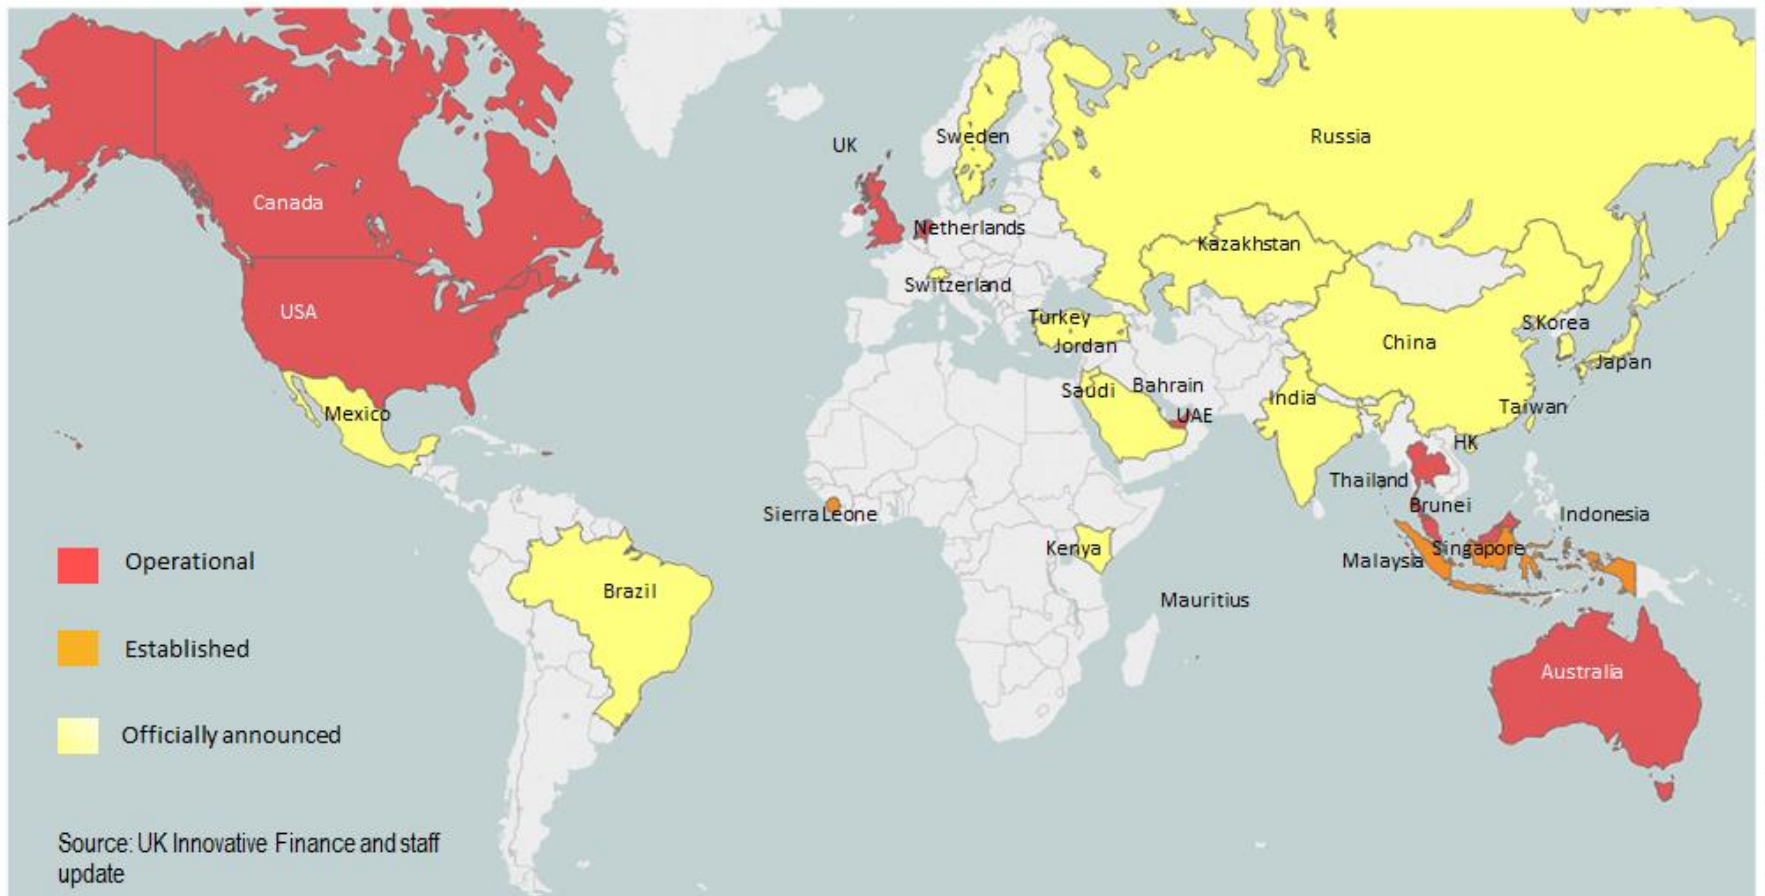 UK
Sweden
Russia
Canada
Netherlands
Kazakhstan
Switzerland
USA
Turkey
S Korea
Jordan
China
Japan
Saudi
Bahrain
India
Mexico
UAE
Taiwan
HK
Thailand
Brunei
Sierra Leone
Indonesia
Kenya
Singapore
Malaysia
Operational
Brazil
Mauritius
Established
Australia
Officially announced
Source: UK Innovative Finance and staff
update